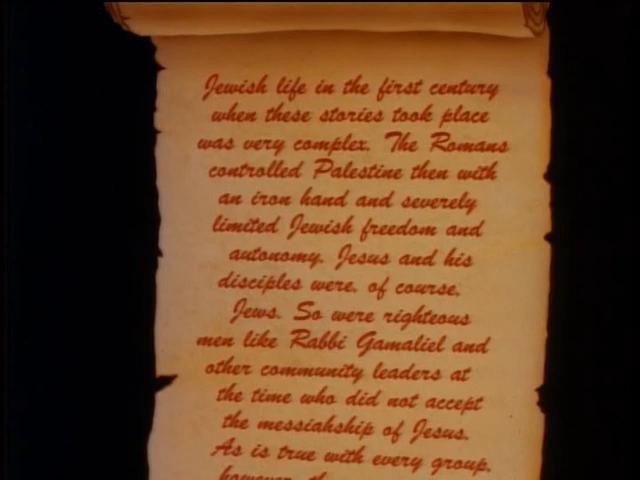 Jewish life in the first century
when these stories took place
was very complex. The Romans
controlled Palestine then with
an iron hand and severely
limited Jewish freedom and
autonomy. Jesus and his
disciples were, of course,
Jews. So were righteous
men like Rabbi Gamaliel and
other community leaders at
the time who did not accept
the messiahship of Jesus.
As is true with every group,
however,